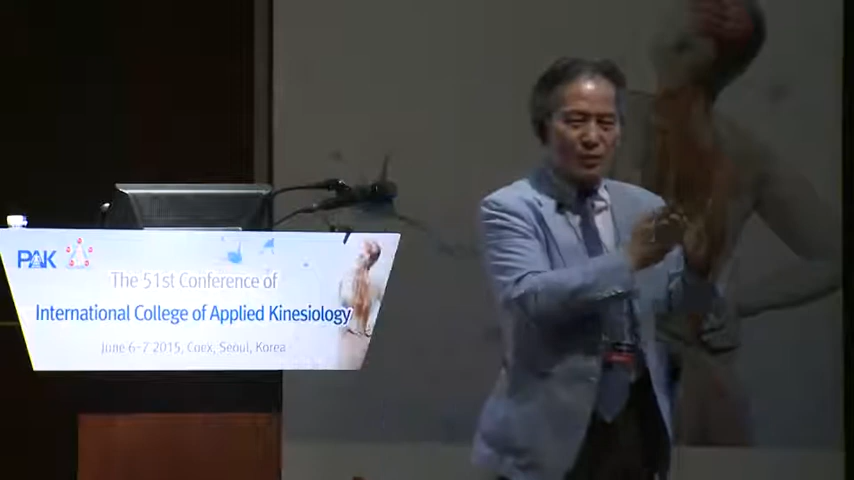 PAK
The 51st Conference of
International College of Applied Kinesiology
June 6-7 2015, Coex, Seoul, Korea